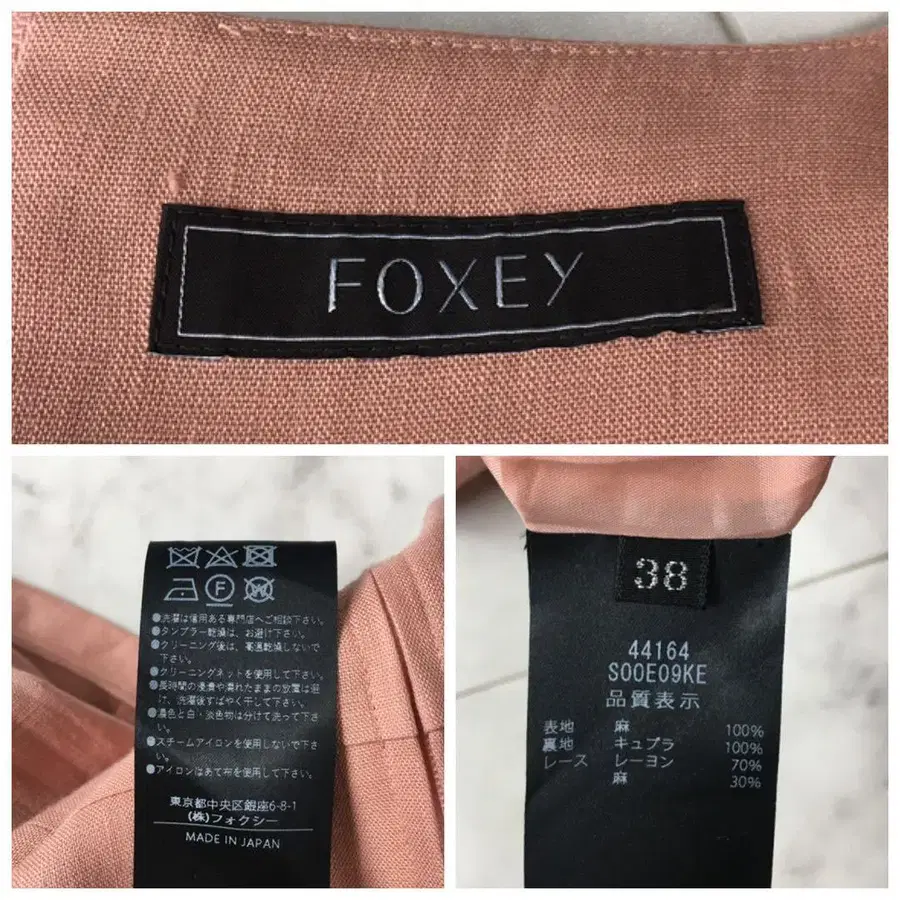 FOXEY
F
W
●洗濯は信用ある専門店へご相談下さい。
●タンブラー乾燥は、お避け下さい。
●クリーニング後は、高温乾燥しないで
下さい。
●クリーニングネットを使用して下さい。
●長時間の浸漬や濡れたままの放置は避
け、洗濯後すばやく干して下さい。
●濃色と白・淡色物は分けて洗って下さ
い。
●スチームアイロンを使用しないで下さ
い。
●アイロンはあて布を使用して下さい。
東京都中央区銀座6-8-1
(株)フォクシー
MADE IN JAPAN
38
44164
S00E09KE
品質表示
表地 麻 100%
裏地 キュプラ 100%
レース レーヨン 70%
麻 30%